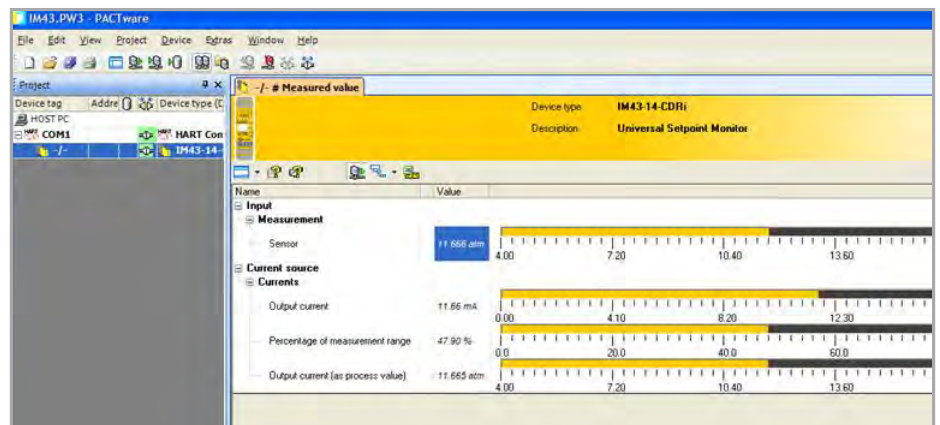 IM43.PW3 - PACTware
File Edit View Project Device Extras Window Help
Project
-/- # Measured value
Device tag Addre Device type (D
HOST PC
COM1 HART Con
-/- IM43-14-
Device type IM43-14-CDRi
Description Universal Setpoint Monitor
Name Value
Input
Measurement
Sensor 11.666 atm
4.00 7.20 10.40 13.60
Current source
Currents
Output current 11.66 mA
0.00 4.10 8.20 12.30
Percentage of measurement range 47.90 %
0.0 20.0 40.0 60.0
Output current (as process value) 11.665 atm
4.00 7.20 10.40 13.60